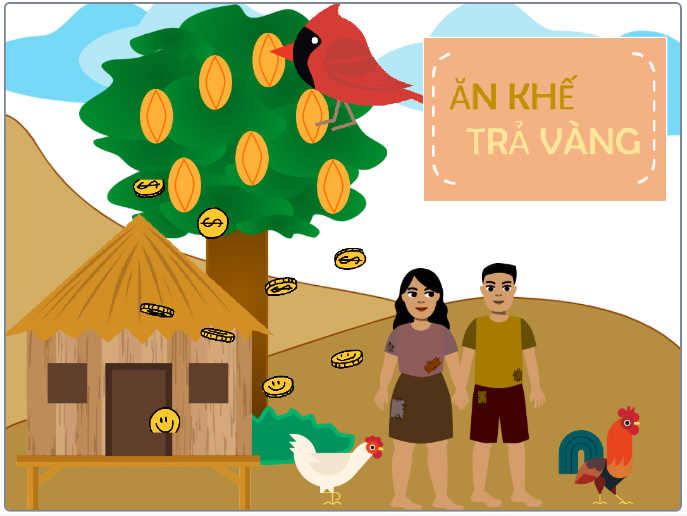 ĂN KHẾ
TRẢ VÀNG